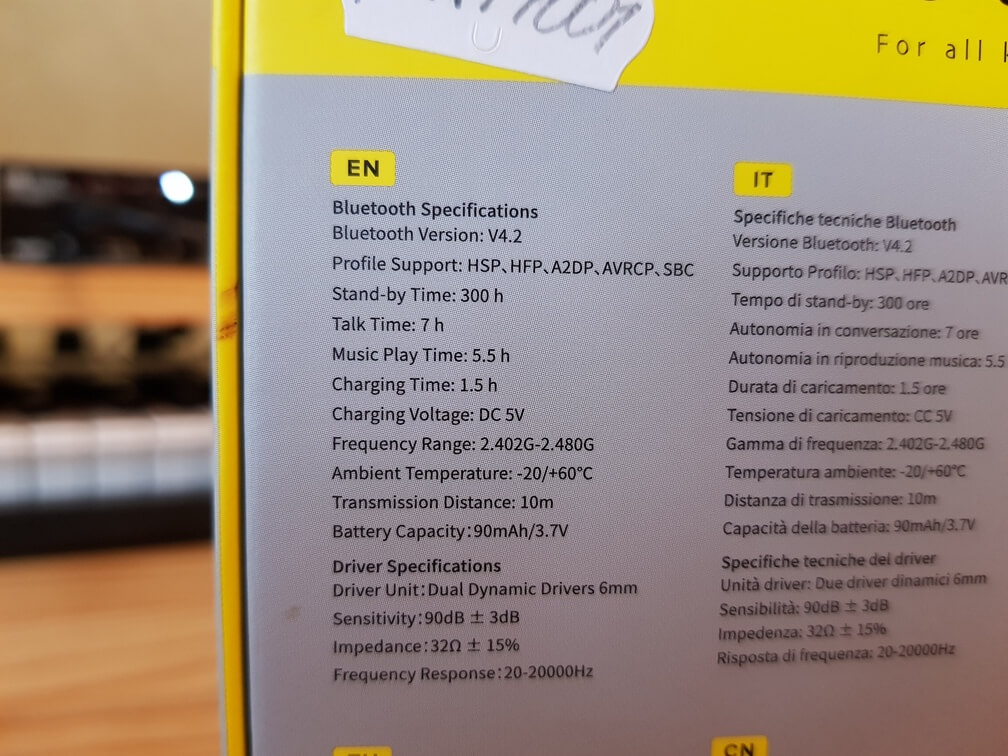 For all
EN
Bluetooth Specifications
Bluetooth Version: V4.2
Profile Support: HSP、HFP、A2DP、AVRCP、SBC
Stand-by Time: 300 h
Talk Time: 7 h
Music Play Time: 5.5 h
Charging Time: 1.5 h
Charging Voltage: DC 5V
Frequency Range: 2.402G-2.480G
Ambient Temperature: -20/+60℃
Transmission Distance: 10m
Battery Capacity:90mAh/3.7V
Driver Specifications
Driver Unit:Dual Dynamic Drivers 6mm
Sensitivity:90dB ± 3dB
Impedance:32Ω ± 15%
Frequency Response:20-20000Hz
IT
Specifiche tecniche Bluetooth
Versione Bluetooth: V4.2
Supporto Profilo: HSP、HFP、A2DP、AVR
Tempo di stand-by: 300 ore
Autonomia in conversazione: 7 ore
Autonomia in riproduzione musica: 5.5
Durata di caricamento: 1.5 ore
Tensione di caricamento: CC 5V
Gamma di frequenza: 2.402G-2.480G
Temperatura ambiente: -20/+60℃
Distanza di trasmissione: 10m
Capacità della batteria: 90mAh/3.7V
Specifiche tecniche del driver
Unità driver: Due driver dinamici 6mm
Sensibilità: 90dB ± 3dB
Impedenza: 32Ω ± 15%
Risposta di frequenza: 20-20000Hz
CN